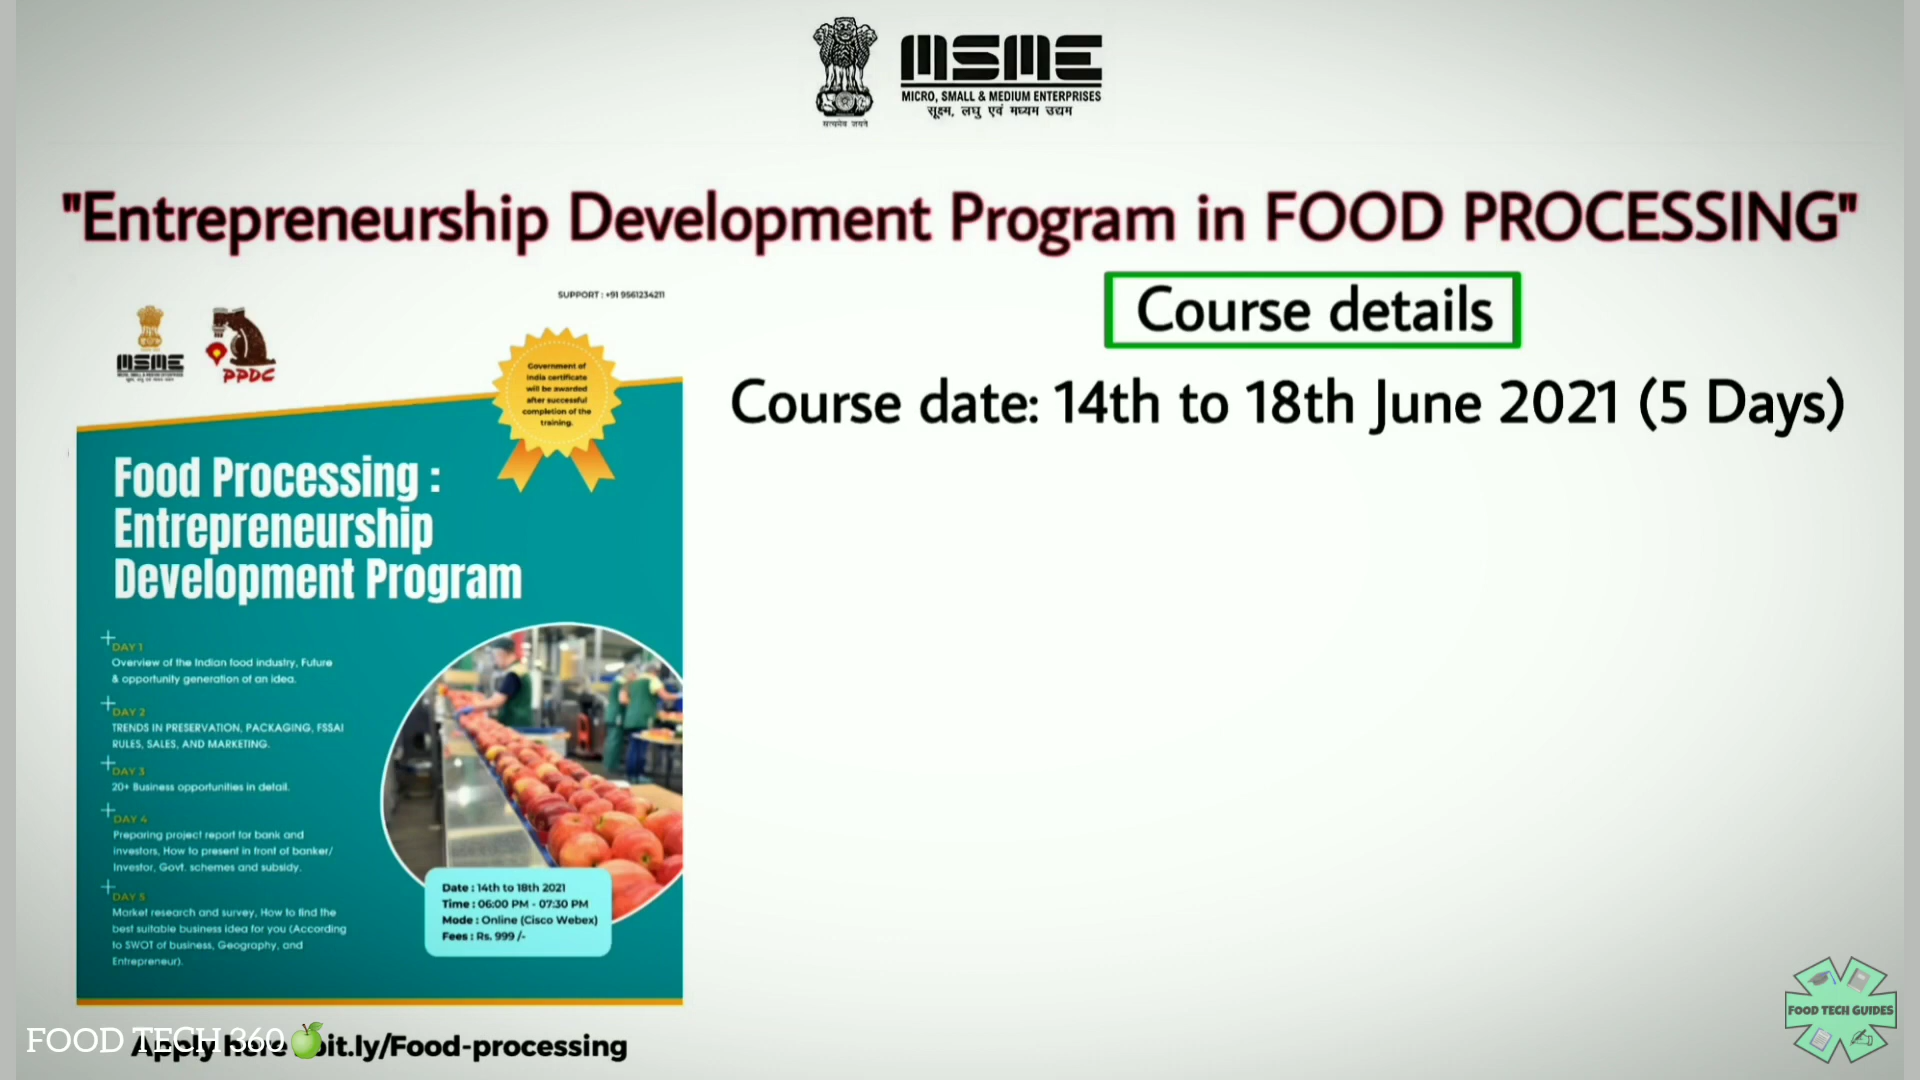 सत्यमेव जयते
MSME
MICRO, SMALL & MEDIUM ENTERPRISES
सूक्ष्म, लघु एवं मध्यम उद्यम
"Entrepreneurship Development Program in FOOD PROCESSING"
Course details
Course date: 14th to 18th June 2021 (5 Days)
SUPPORT : +91 9561234211
MSME
PPDC
Government of
India certificate
will be awarded
after successful
completion of the
training.
Food Processing :
Entrepreneurship
Development Program
DAY 1
Overview of the Indian food industry, Future
& opportunity generation of an idea.
DAY 2
TRENDS IN PRESERVATION, PACKAGING, FSSAI
RULES, SALES, AND MARKETING.
DAY 3
20+ Business opportunities in detail.
DAY 4
Preparing project report for bank and
investors, How to present in front of banker/
Investor, Govt. schemes and subsidy.
DAY 5
Market research and survey, How to find the
best suitable business idea for you (According
to SWOT of business, Geography, and
Entrepreneur).
Date : 14th to 18th 2021
Time : 06:00 PM - 07:30 PM
Mode : Online (Cisco Webex)
Fees : Rs. 999 /-
Apply here bit.ly/Food-processing
FOOD TECH 360
FOOD TECH GUIDES